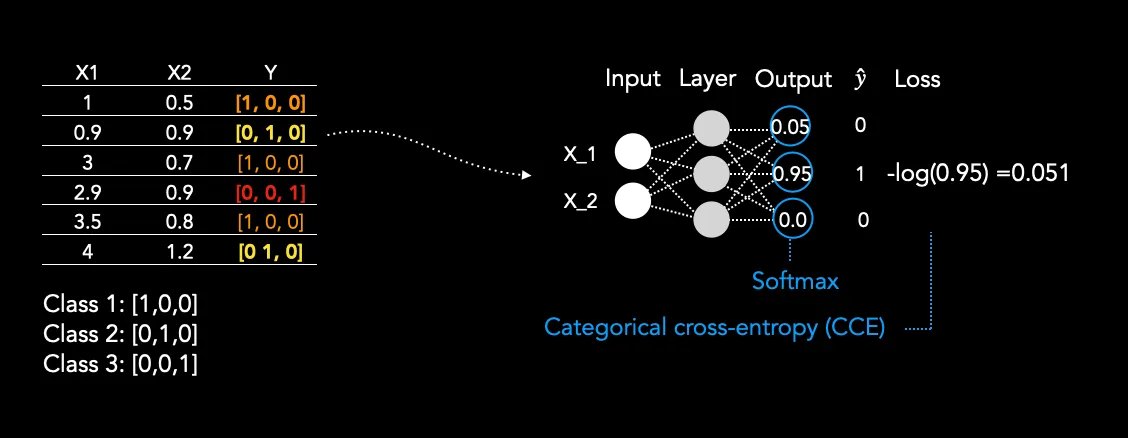 X1 X2 Y
1 0.5 [1, 0, 0]
0.9 0.9 [0, 1, 0]
3 0.7 [1, 0, 0]
2.9 0.9 [0, 0, 1]
3.5 0.8 [1, 0, 0]
4 1.2 [0 1, 0]
Class 1: [1,0,0]
Class 2: [0,1,0]
Class 3: [0,0,1]
Input Layer Output ŷ Loss
X_1
X_2
0.05 0
0.95 1 -log(0.95) =0.051
0.0 0
Softmax
Categorical cross-entropy (CCE)